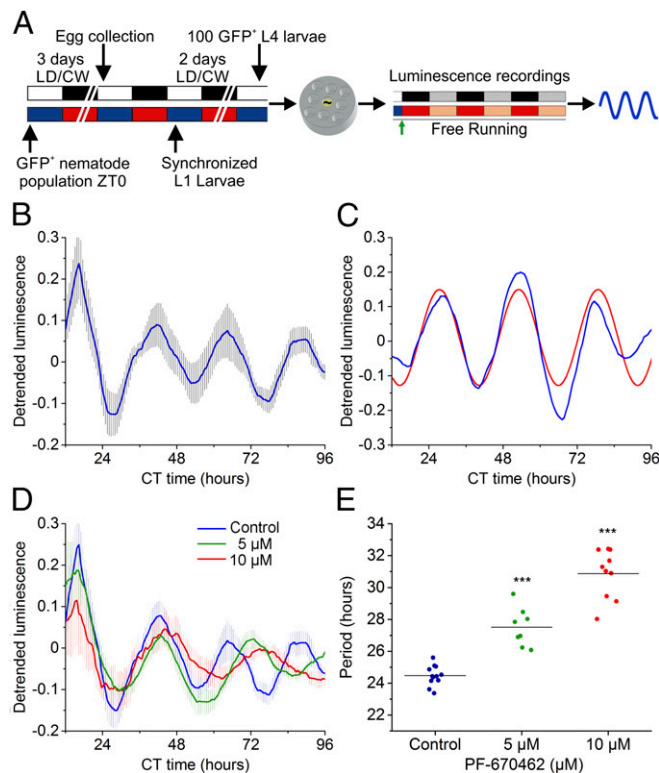 A
Egg collection
100 GFP⁺ L4 larvae
3 days
LD/CW
2 days
LD/CW
Luminescence recordings
Free Running
GFP⁺ nematode
population ZT0
Synchronized
L1 Larvae
B
Detrended luminescence
0.3
0.2
0.1
0
-0.1
-0.2
24 48 72 96
CT time (hours)
C
Detrended luminescence
0.3
0.2
0.1
0
-0.1
-0.2
-0.3
24 48 72 96
CT time (hours)
D
Detrended luminescence
0.3
0.2
0.1
0
-0.1
-0.2
Control
5 µM
10 µM
24 48 72 96
CT time (hours)
E
Period (hours)
34
32
30
28
26
24
22
***
***
Control 5 µM 10 µM
PF-670462 (µM)